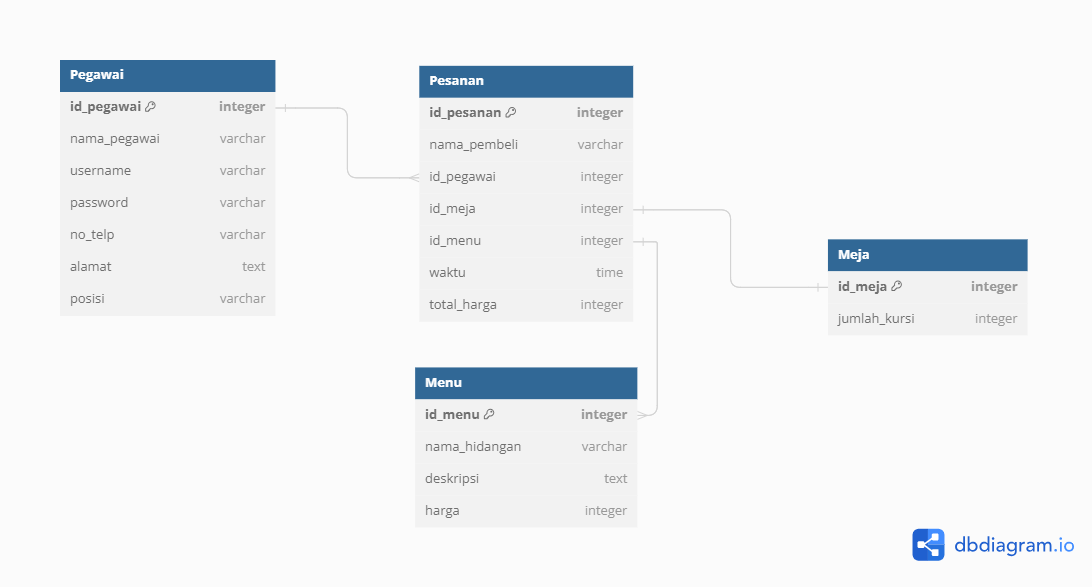 Pegawai
id_pegawai integer
nama_pegawai varchar
username varchar
password varchar
no_telp varchar
alamat text
posisi varchar
Pesanan
id_pesanan integer
nama_pembeli varchar
id_pegawai integer
id_meja integer
id_menu integer
waktu time
total_harga integer
Meja
id_meja integer
jumlah_kursi integer
Menu
id_menu integer
nama_hidangan varchar
deskripsi text
harga integer
dbdiagram.io